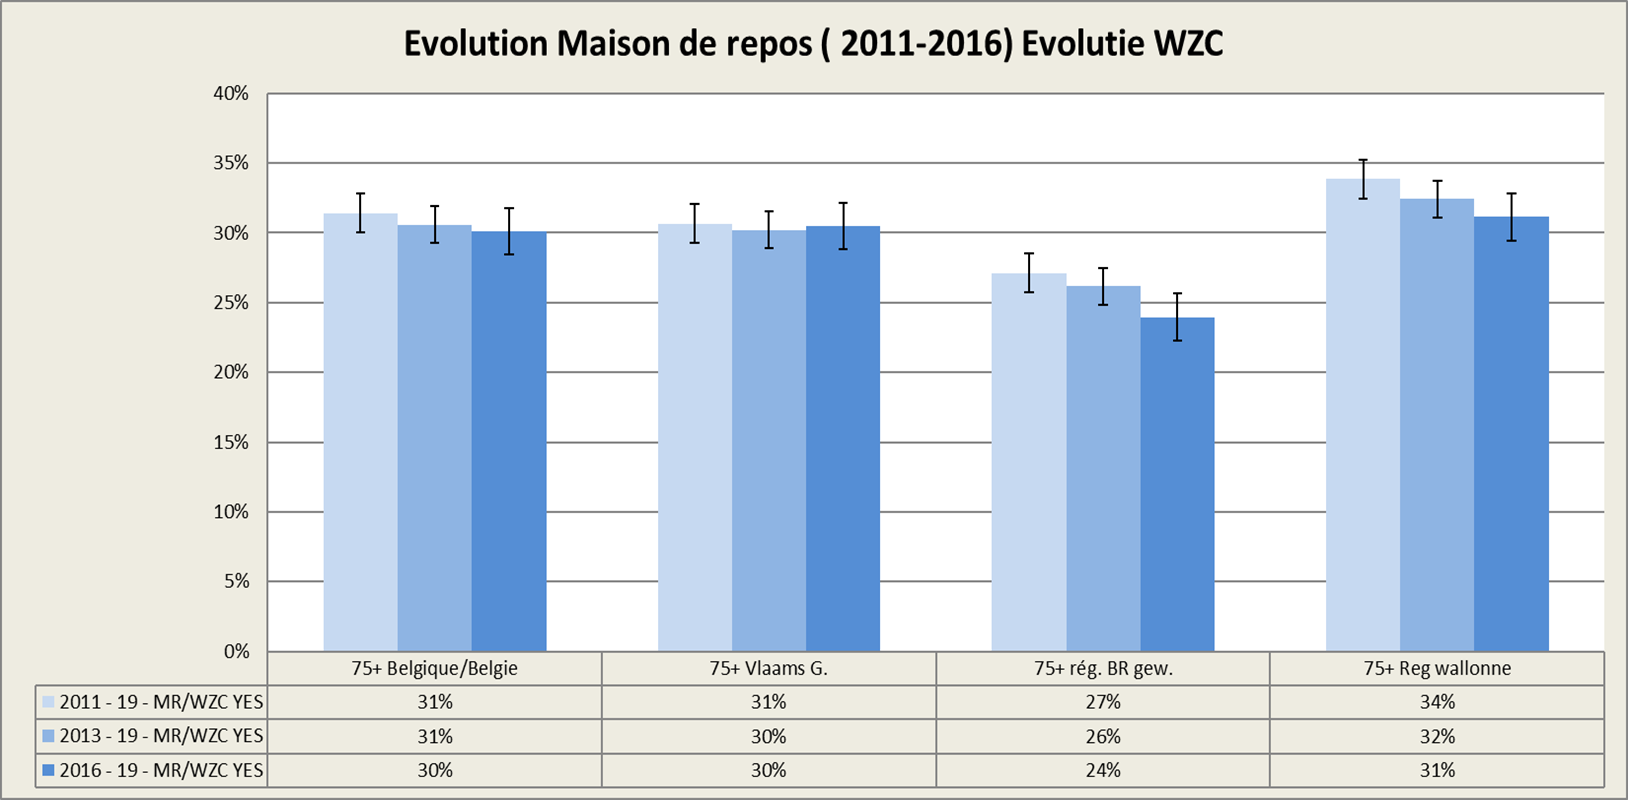 Evolution Maison de repos ( 2011-2016) Evolutie WZC
40%
35%
30%
25%
20%
15%
10%
5%
0%
75+ Belgique/Belgie 75+ Vlaams G. 75+ rég. BR gew. 75+ Reg wallonne
2011 - 19 - MR/WZC YES 31% 31% 27% 34%
2013 - 19 - MR/WZC YES 31% 30% 26% 32%
2016 - 19 - MR/WZC YES 30% 30% 24% 31%